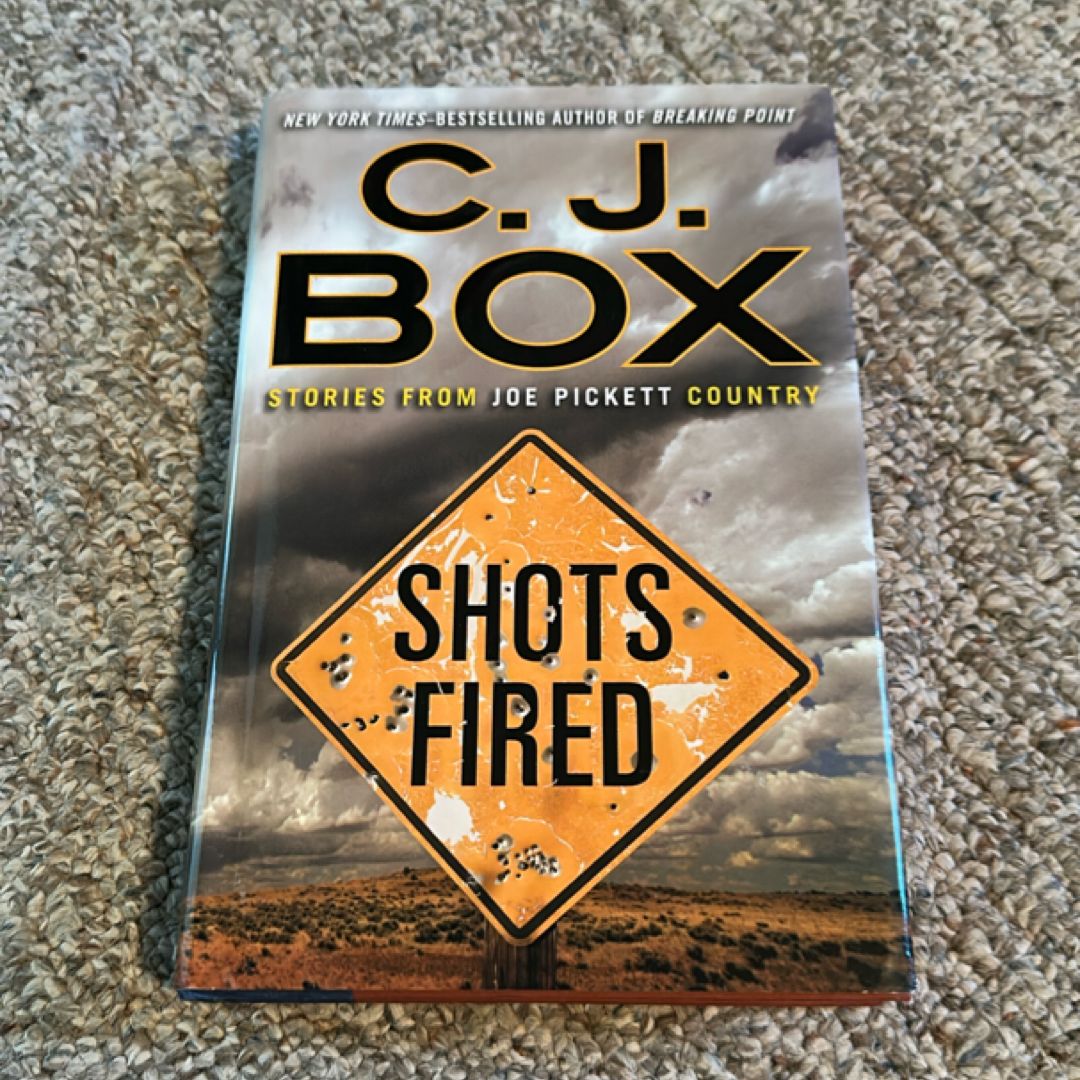 NEW YORK TIMES–BESTSELLING AUTHOR OF BREAKING POINT
C. J.
BOX
STORIES FROM JOE PICKETT COUNTRY
SHOTS
FIRED